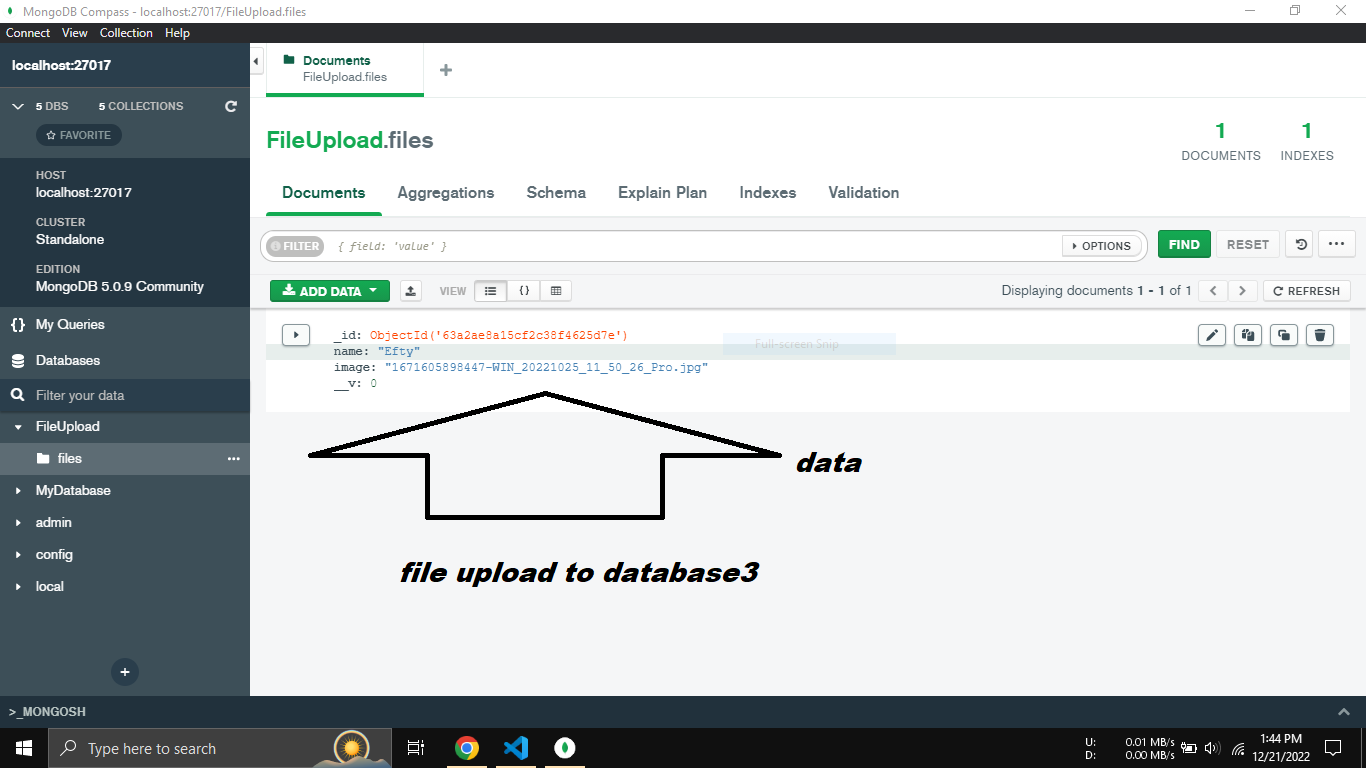 MongoDB Compass - localhost:27017/FileUpload.files
Connect View Collection Help
localhost:27017
5 DBS 5 COLLECTIONS
FAVORITE
HOST
localhost:27017
CLUSTER
Standalone
EDITION
MongoDB 5.0.9 Community
My Queries
Databases
Filter your data
FileUpload
files
MyDatabase
admin
config
local
Documents
FileUpload.files
FileUpload.files
1 DOCUMENTS
1 INDEXES
Documents Aggregations Schema Explain Plan Indexes Validation
FILTER { field: 'value' } OPTIONS FIND RESET
ADD DATA VIEW {} Displaying documents 1 - 1 of 1 REFRESH
_id: ObjectId('63a2ae8a15cf2c38f4625d7e')
name: "Efty"
Full-screen Snip
image: "1671605898447-WIN_20221025_11_50_26_Pro.jpg"
__v: 0
data
file upload to database3
>_MONGOSH
Type here to search
U: 0.01 MB/s
D: 0.00 MB/s
1:44 PM
12/21/2022